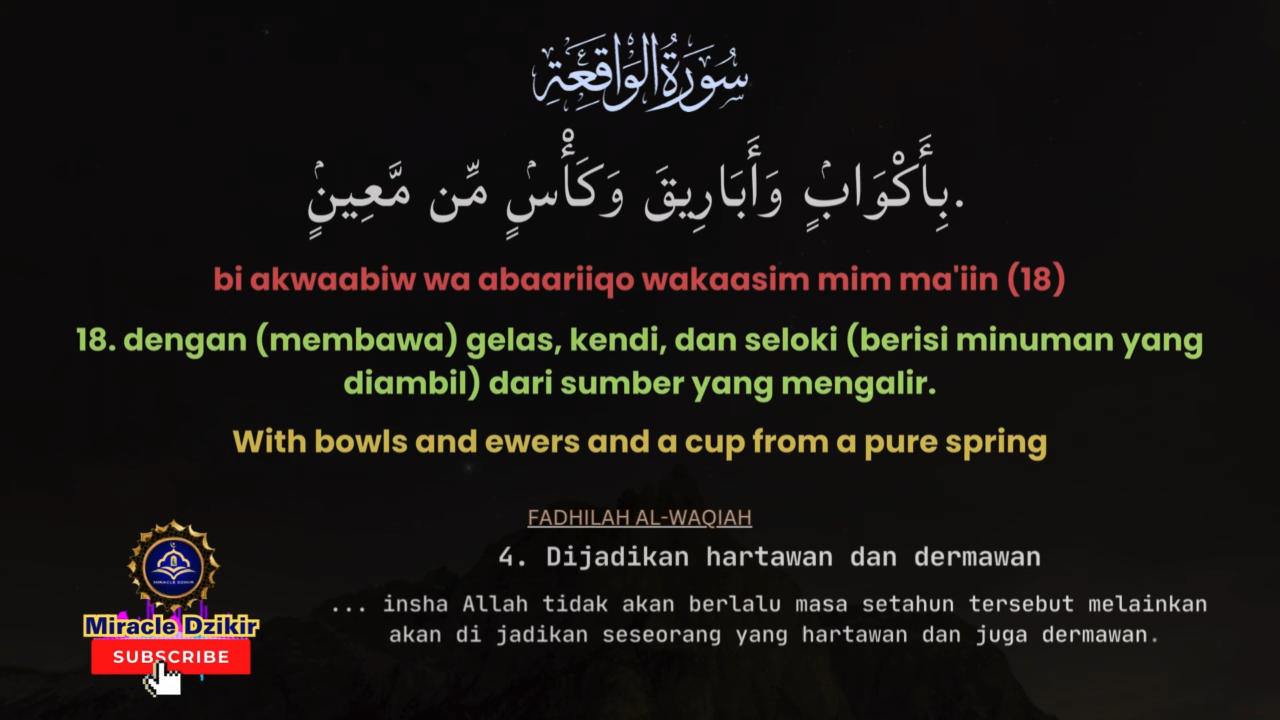 سُورَةُ الْوَاقِعَةِ
بِأَكْوَابٍۢ وَأَبَارِيقَ وَكَأْسٍۢ مِّن مَّعِينٍۢ.
bi akwaabiw wa abaariiqo wakaasim mim ma'iin (18)
18. dengan (membawa) gelas, kendi, dan seloki (berisi minuman yang
diambil) dari sumber yang mengalir.
With bowls and ewers and a cup from a pure spring
FADHILAH AL-WAQIAH
4. Dijadikan hartawan dan dermawan
... insha Allah tidak akan berlalu masa setahun tersebut melainkan
akan di jadikan seseorang yang hartawan dan juga dermawan.
MIRACLE DZIKIR
Miracle Dzikir
SUBSCRIBE